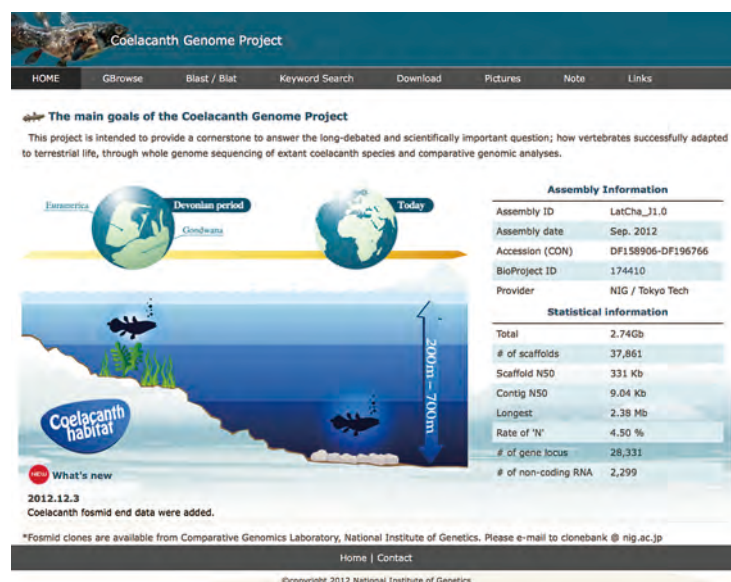 Coelacanth Genome Project
HOME GBrowse Blast / Blat Keyword Search Download Pictures Note Links
The main goals of the Coelacanth Genome Project
This project is intended to provide a cornerstone to answer the long-debated and scientifically important question; how vertebrates successfully adapted
to terrestrial life, through whole genome sequencing of extant coelacanth species and comparative genomic analyses.
Euramerica
Devonian period
Gondwana
Today
200m – 700m
Coelacanth
habitat
Assembly Information
Assembly ID LatCha_J1.0
Assembly date Sep. 2012
Accession (CON) DF158906-DF196766
BioProject ID 174410
Provider NIG / Tokyo Tech
Statistical information
Total 2.74Gb
# of scaffolds 37,861
Scaffold N50 331 Kb
Contig N50 9.04 Kb
Longest 2.38 Mb
Rate of 'N' 4.50 %
# of gene locus 28,331
# of non-coding RNA 2,299
NEW What's new
2012.12.3
Coelacanth fosmid end data were added.
*Fosmid clones are available from Comparative Genomics Laboratory, National Institute of Genetics. Please e-mail to clonebank @ nig.ac.jp
Home | Contact
©copyright 2012 National Institute of Genetics